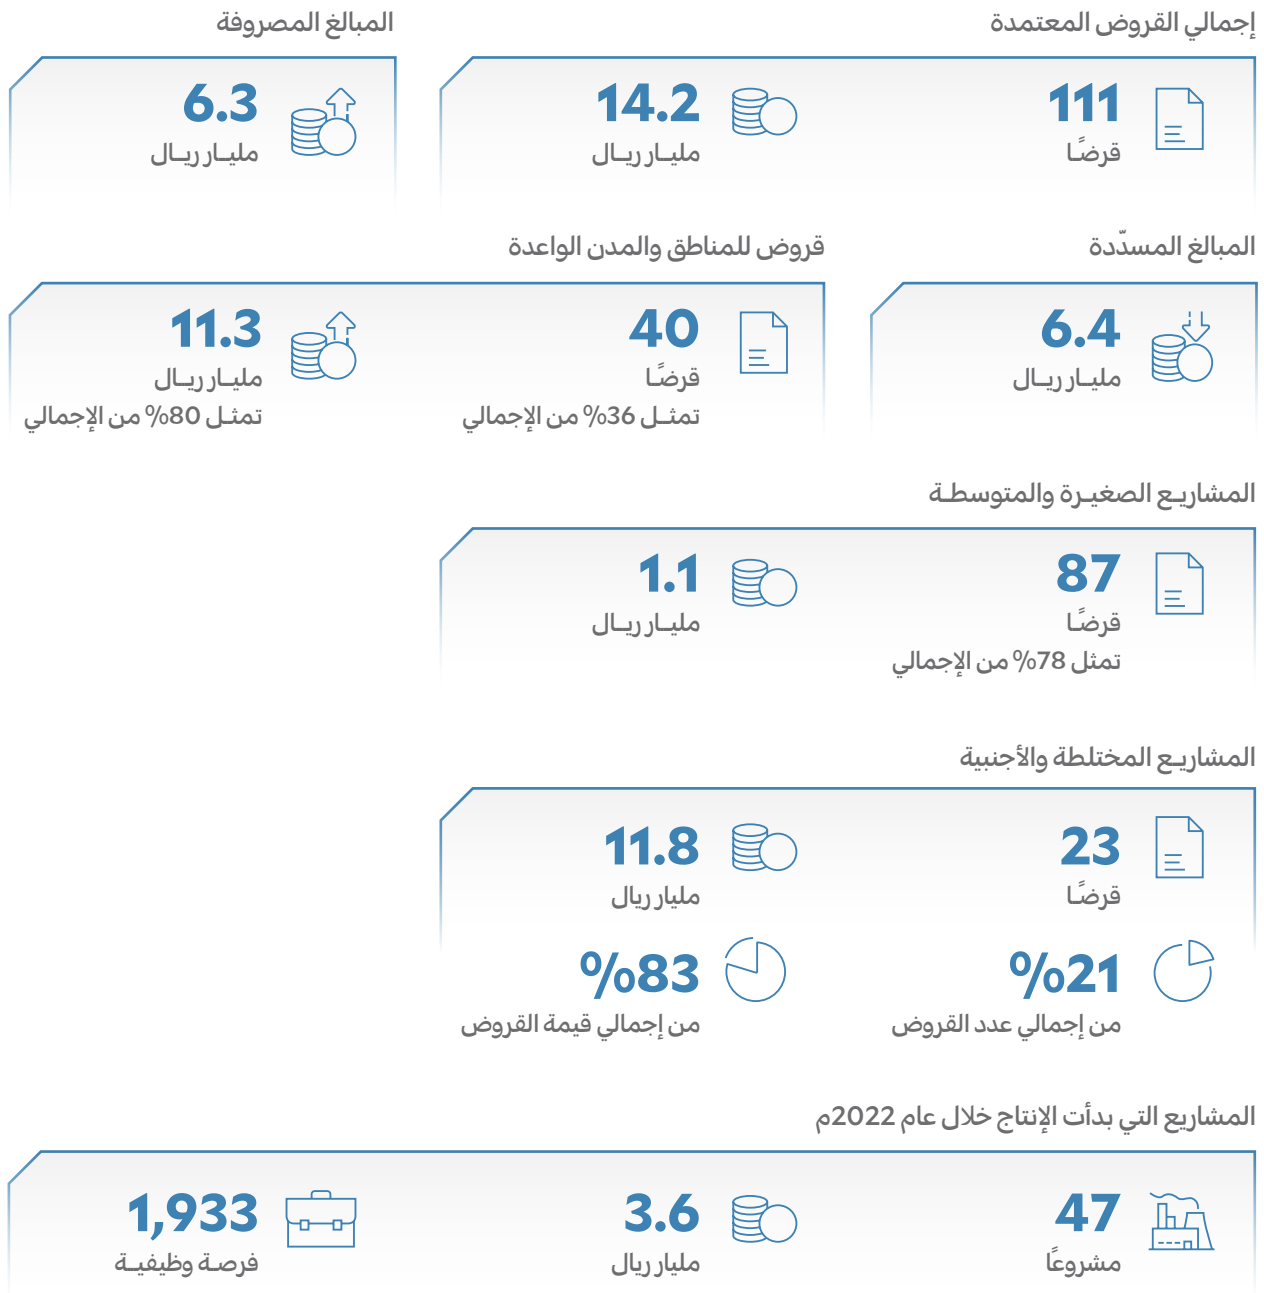 إجمالي القروض المعتمدة
111
قرضًا
14.2
مليار ريال
المبالغ المصروفة
6.3
مليار ريال
المبالغ المسدّدة
6.4
مليار ريال
قروض للمناطق والمدن الواعدة
40
قرضًا
تمثل 36% من الإجمالي
11.3
مليار ريال
تمثل 80% من الإجمالي
المشاريع الصغيرة والمتوسطة
87
قرضًا
تمثل 78% من الإجمالي
1.1
مليار ريال
المشاريع المختلطة والأجنبية
23
قرضًا
11.8
مليار ريال
%21
من إجمالي عدد القروض
%83
من إجمالي قيمة القروض
المشاريع التي بدأت الإنتاج خلال عام 2022م
47
مشروعًا
3.6
مليار ريال
1,933
فرصة وظيفية